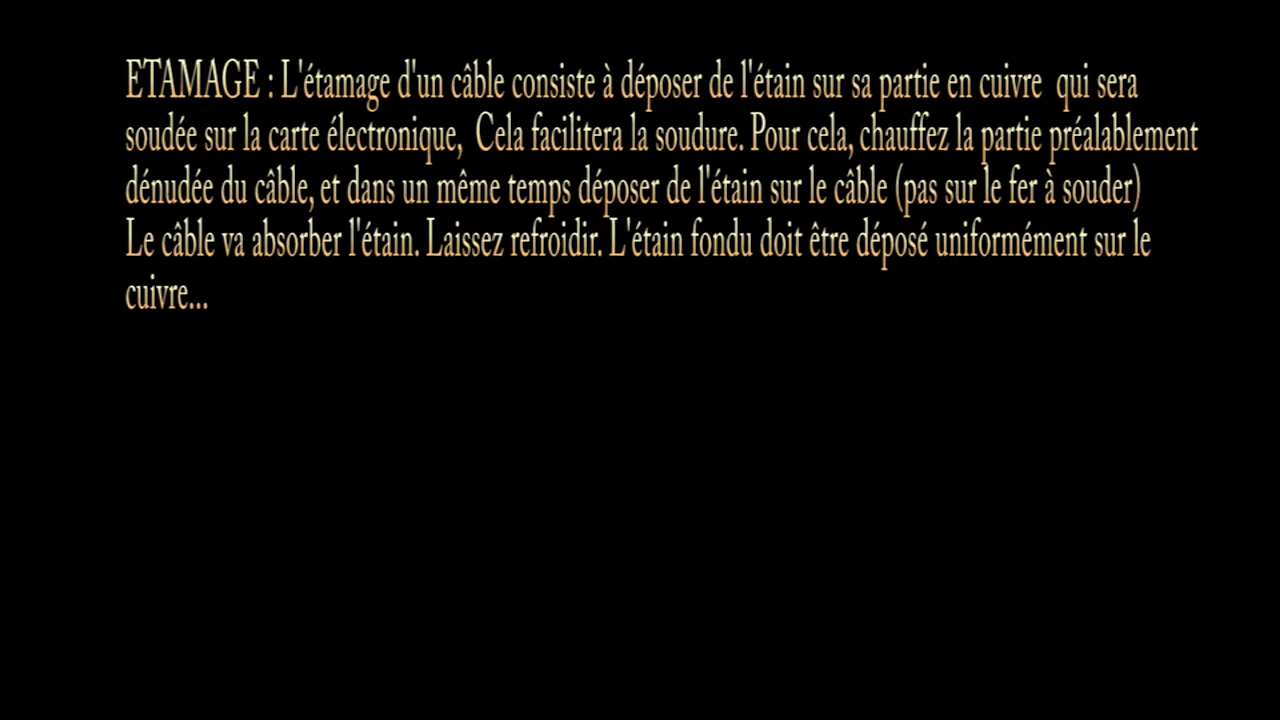 ETAMAGE : L'étamage d'un câble consiste à déposer de l'étain sur sa partie en cuivre  qui sera
soudée sur la carte électronique,  Cela facilitera la soudure. Pour cela, chauffez la partie préalablement
dénudée du câble, et dans un même temps déposer de l'étain sur le câble (pas sur le fer à souder)
Le câble va absorber l'étain. Laissez refroidir. L'étain fondu doit être déposé uniformément sur le
cuivre...